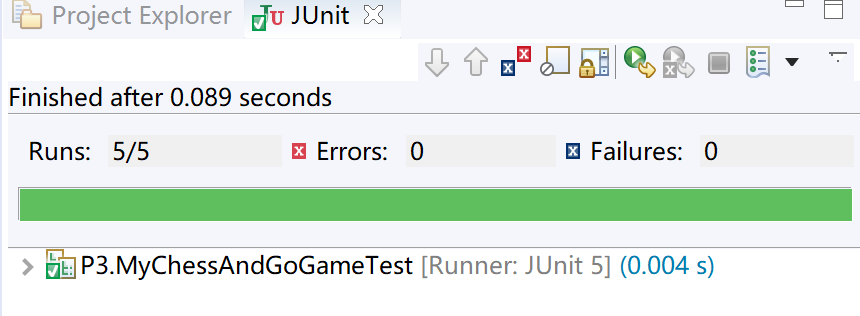 Project Explorer JUnit
Finished after 0.089 seconds
Runs: 5/5 Errors: 0 Failures: 0
P3.MyChessAndGoGameTest [Runner: JUnit 5] (0.004 s)